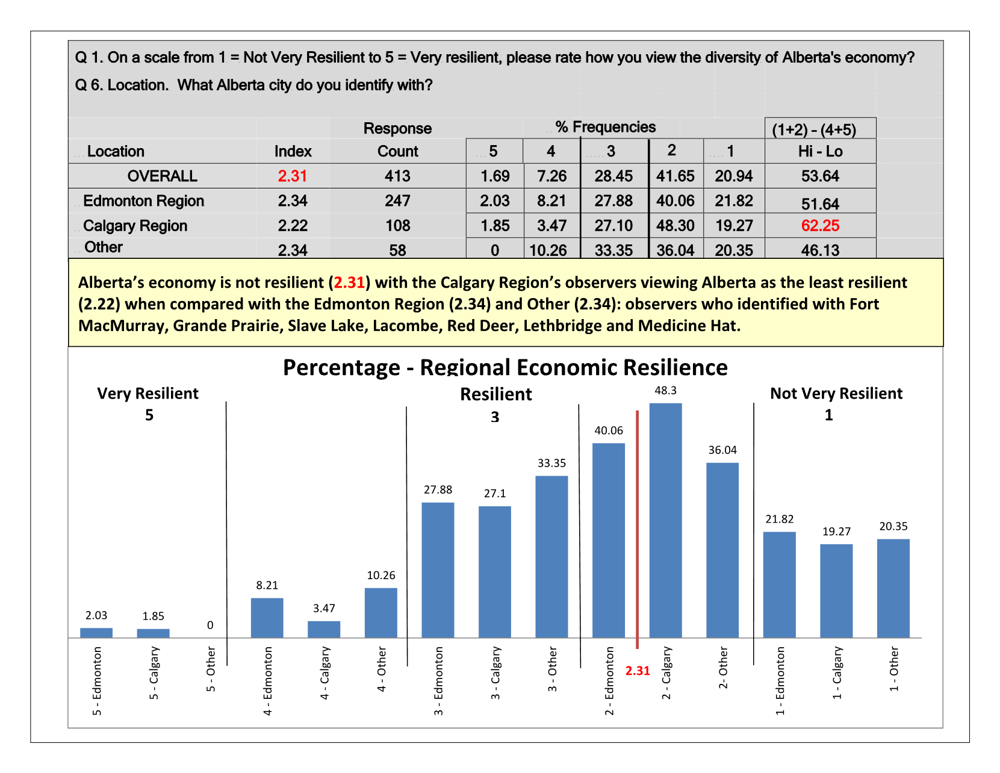 Q 1. On a scale from 1 = Not Very Resilient to 5 = Very resilient, please rate how you view the diversity of Alberta's economy?
Q 6. Location. What Alberta city do you identify with?
Response % Frequencies (1+2) - (4+5)
Location Index Count 5 4 3 2 1 Hi - Lo
OVERALL 2.31 413 1.69 7.26 28.45 41.65 20.94 53.64
Edmonton Region 2.34 247 2.03 8.21 27.88 40.06 21.82 51.64
Calgary Region 2.22 108 1.85 3.47 27.10 48.30 19.27 62.25
Other 2.34 58 0 10.26 33.35 36.04 20.35 46.13
Alberta’s economy is not resilient (2.31) with the Calgary Region’s observers viewing Alberta as the least resilient
(2.22) when compared with the Edmonton Region (2.34) and Other (2.34): observers who identified with Fort
MacMurray, Grande Prairie, Slave Lake, Lacombe, Red Deer, Lethbridge and Medicine Hat.
Percentage - Regional Economic Resilience
Very Resilient
5
Resilient
3
Not Very Resilient
1
2.03
1.85
0
8.21
3.47
10.26
27.88
27.1
33.35
40.06
48.3
36.04
21.82
19.27
20.35
5 - Edmonton
5 - Calgary
5 - Other
4 - Edmonton
4 - Calgary
4 - Other
3 - Edmonton
3 - Calgary
3 - Other
2 - Edmonton
2.31
2 - Calgary
2- Other
1 - Edmonton
1 - Calgary
1 - Other